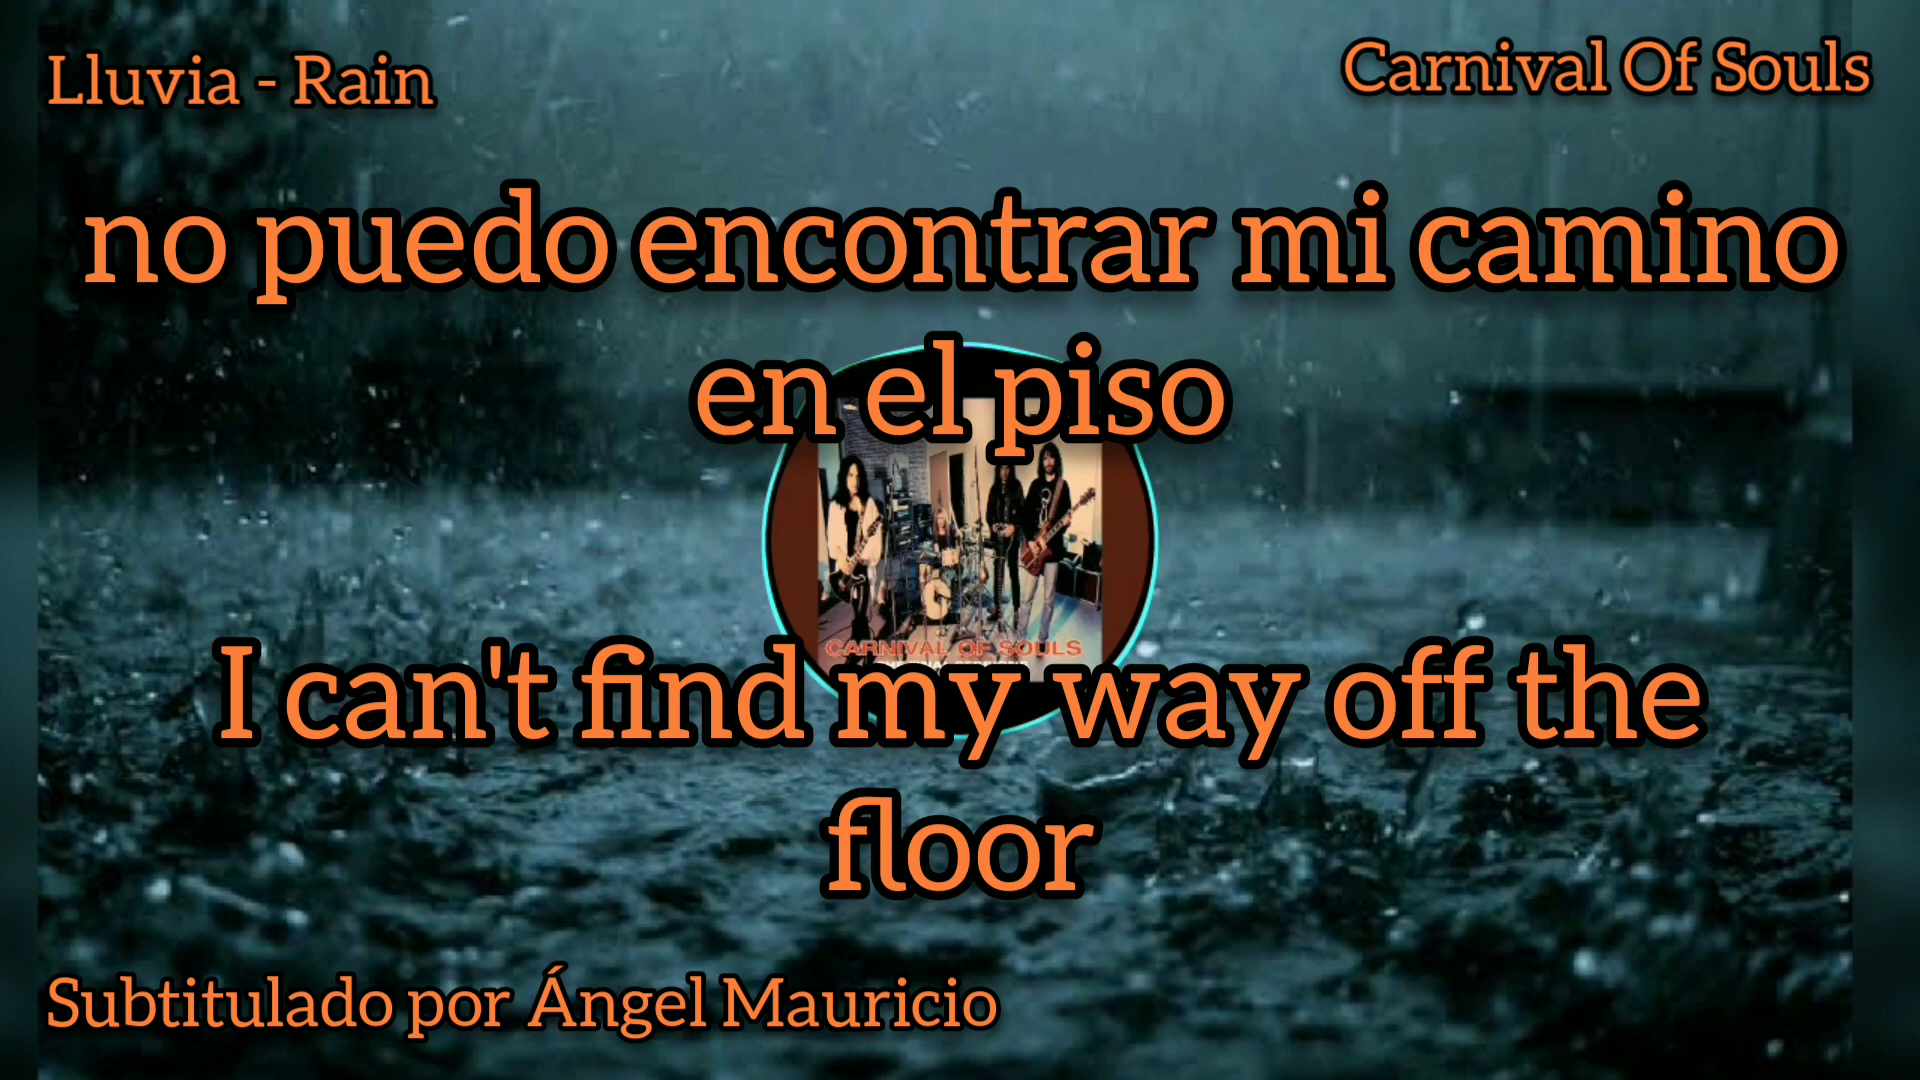 Lluvia - Rain
Carnival Of Souls
no puedo encontrar mi camino
en el piso
CARNIVAL OF SOULS
I can't find my way off the
floor
Subtitulado por Ángel Mauricio